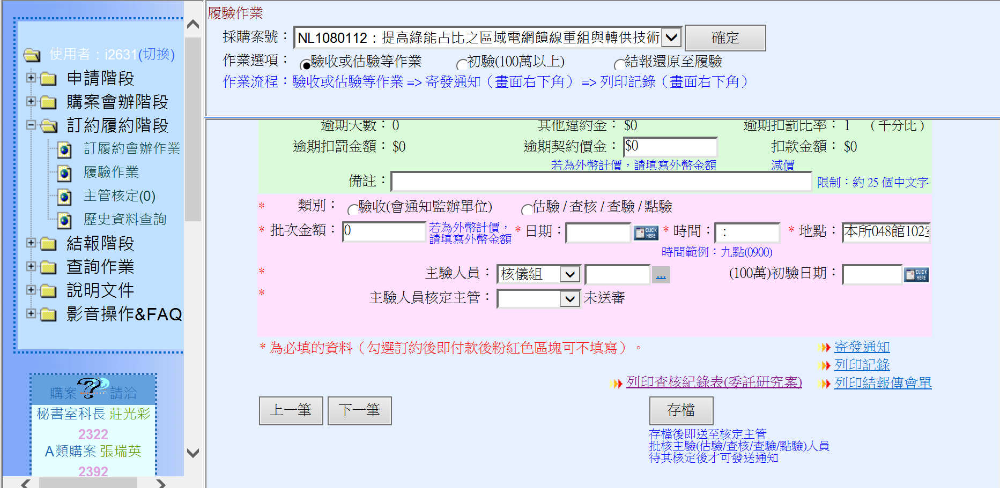 使用者：i2631(切換)
申請階段
購案會辦階段
訂約履約階段
訂履約會辦作業
履驗作業
主管核定(0)
歷史資料查詢
結報階段
查詢作業
說明文件
影音操作&FAQ
購案 請洽
秘書室科長 莊光彩
2322
A類購案 張瑞英
2392
履驗作業
採購案號： NL1080112：提高綠能占比之區域電網饋線重組與轉供技術 確定
作業選項： 驗收或估驗等作業 初驗(100萬以上) 結報還原至履驗
作業流程：驗收或估驗等作業 => 寄發通知（畫面右下角） => 列印記錄（畫面右下角）
逾期天數： 0 其他違約金： $0 逾期扣罰比率： 1 （千分比）
逾期扣罰金額： $0 逾期契約價金： $0 扣款金額： $0
若為外幣計價，請填寫外幣金額 減價
備註： 限制：約 25 個中文字
* 類別： 驗收(會通知監辦單位) 估驗 / 查核 / 查驗 / 點驗
* 批次金額： 0 若為外幣計價，請填寫外幣金額 * 日期： CLICK HERE * 時間： ： * 地點： 本所048館102室
時間範例：九點(0900)
* 主驗人員： 核儀組 ... (100萬)初驗日期： CLICK HERE
* 主驗人員核定主管： 未送審
* 為必填的資料（勾選訂約後即付款後粉紅色區塊可不填寫）。
寄發通知
列印記錄
列印查核紀錄表(委託研究案) 列印結報傳會單
上一筆 下一筆 存檔
存檔後即送至核定主管
批核主驗(估驗/查核/查驗/點驗)人員
待其核定後才可發送通知